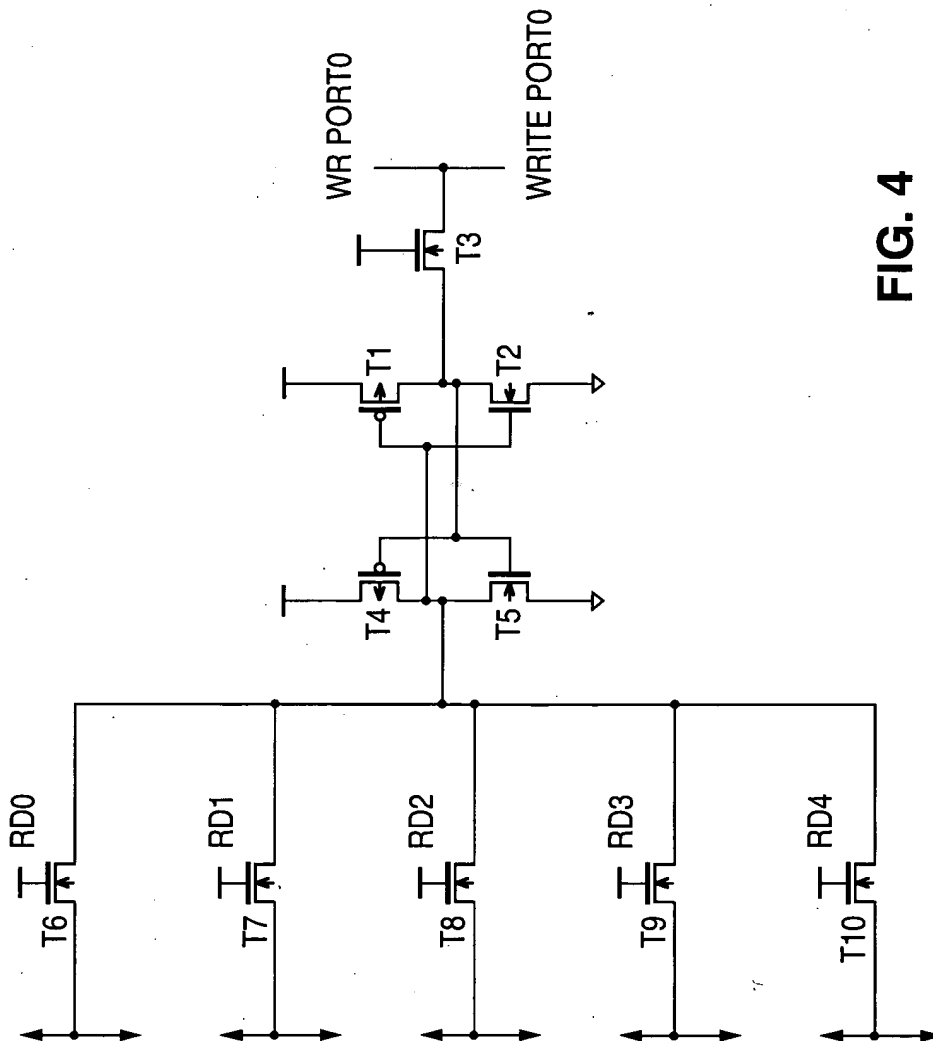 WR PORT0
WRITE PORT0
T3
T1
T2
T4
T5
RD0
T6
RD1
T7
RD2
T8
RD3
T9
RD4
T10
FIG. 4